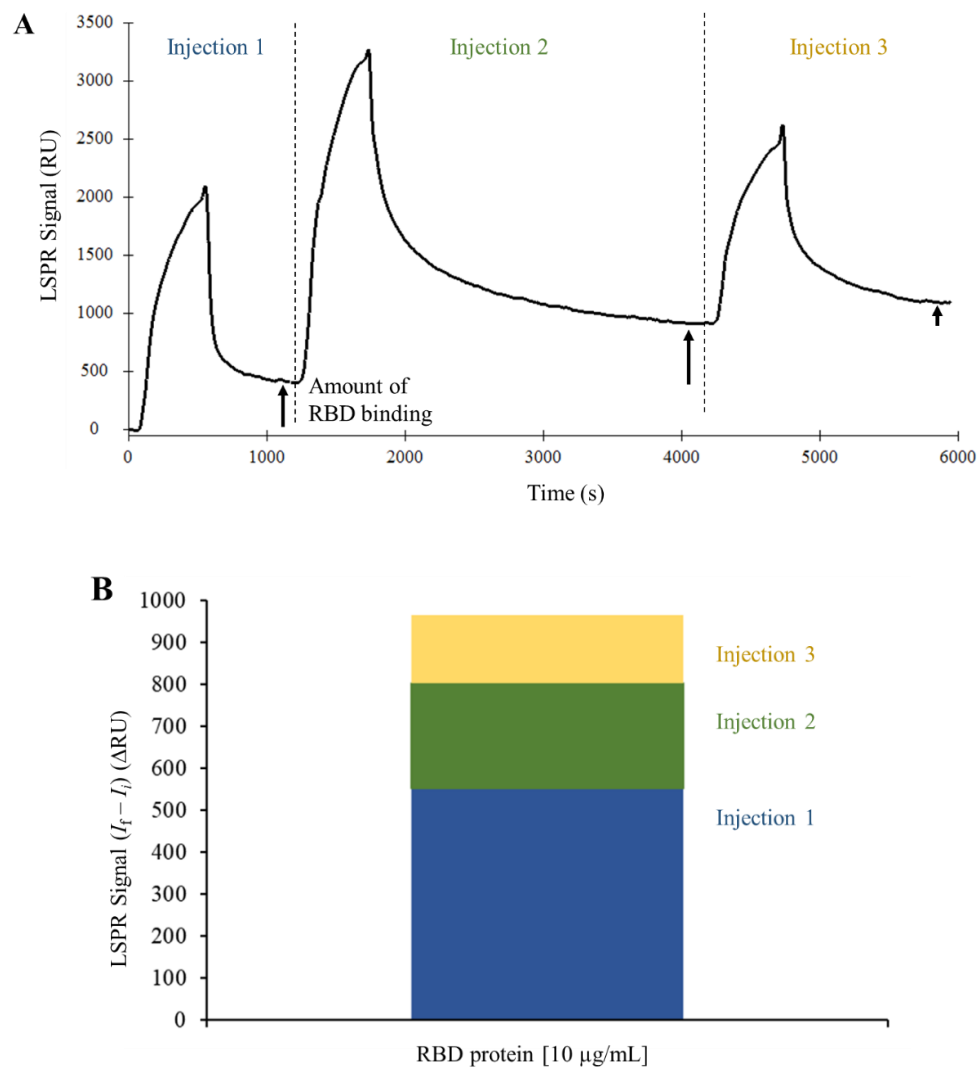 A
Injection 1
Injection 2
Injection 3
LSPR Signal (RU)
3500
3000
2500
2000
1500
1000
500
0
Amount of
RBD binding
0 1000 2000 3000 4000 5000 6000
Time (s)
B
LSPR Signal (If – Ii) (ΔRU)
1000
900
800
700
600
500
400
300
200
100
0
Injection 3
Injection 2
Injection 1
RBD protein [10 µg/mL]